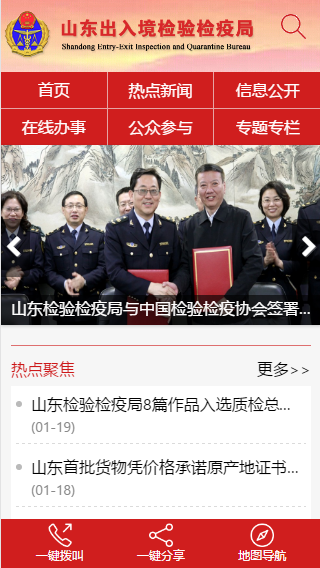 山东出入境检验检疫局
Shandong Entry-Exit Inspection and Quarantine Bureau
首页 热点新闻 信息公开
在线办事 公众参与 专题专栏
山东检验检疫局与中国检验检疫协会签署...
热点聚焦 更多>>
山东检验检疫局8篇作品入选质检总...
(01-19)
山东首批货物凭价格承诺原产地证书...
(01-18)
一键拨叫 一键分享 地图导航